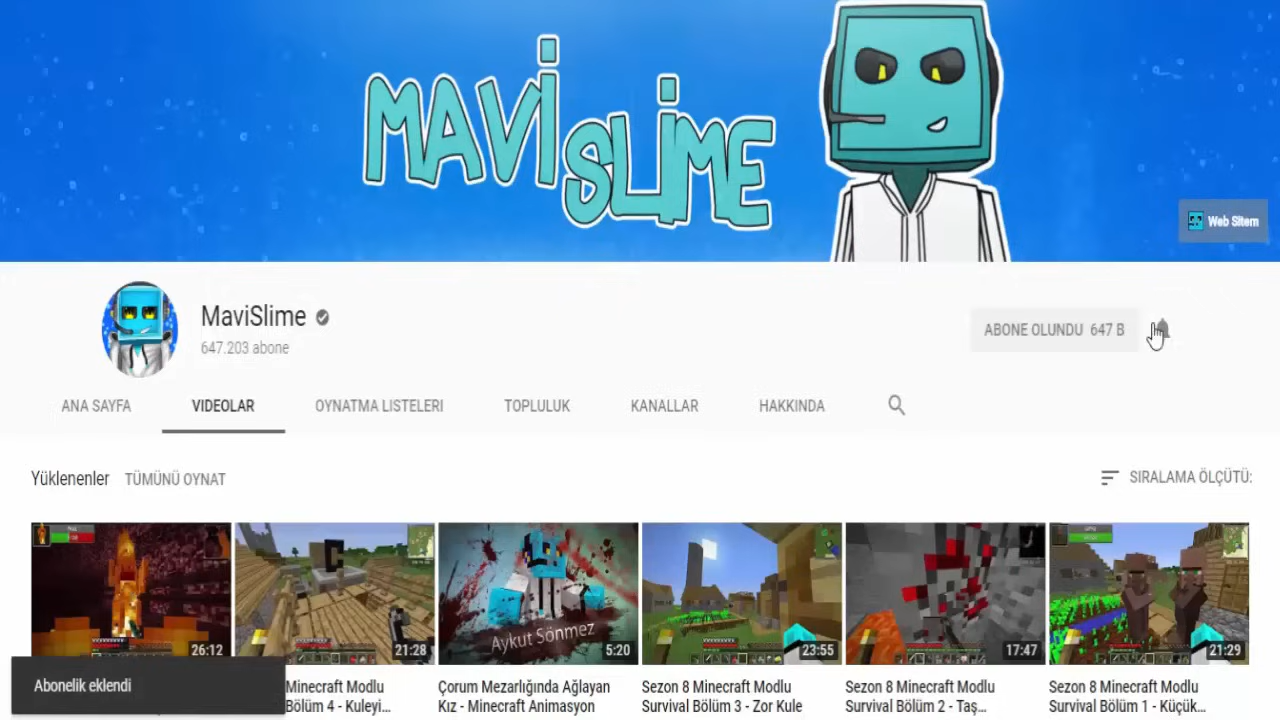 MAVİ
SLİME
Web Sitem
MaviSlime
647.203 abone
ABONE OLUNDU 647 B
ANA SAYFA
VIDEOLAR
OYNATMA LISTELERI
TOPLULUK
KANALLAR
HAKKINDA
Yüklenenler
TÜMÜNÜ OYNAT
SIRALAMA ÖLÇÜTÜ:
26:12
21:28
Aykut Sönmez
5:20
23:55
17:47
21:29
Abonelik eklendi
Minecraft Modlu
Bölüm 4 - Kuleyi...
Çorum Mezarlığında Ağlayan
Kız - Minecraft Animasyon
Sezon 8 Minecraft Modlu
Survival Bölüm 3 - Zor Kule
Sezon 8 Minecraft Modlu
Survival Bölüm 2 - Taş...
Sezon 8 Minecraft Modlu
Survival Bölüm 1 - Küçük...